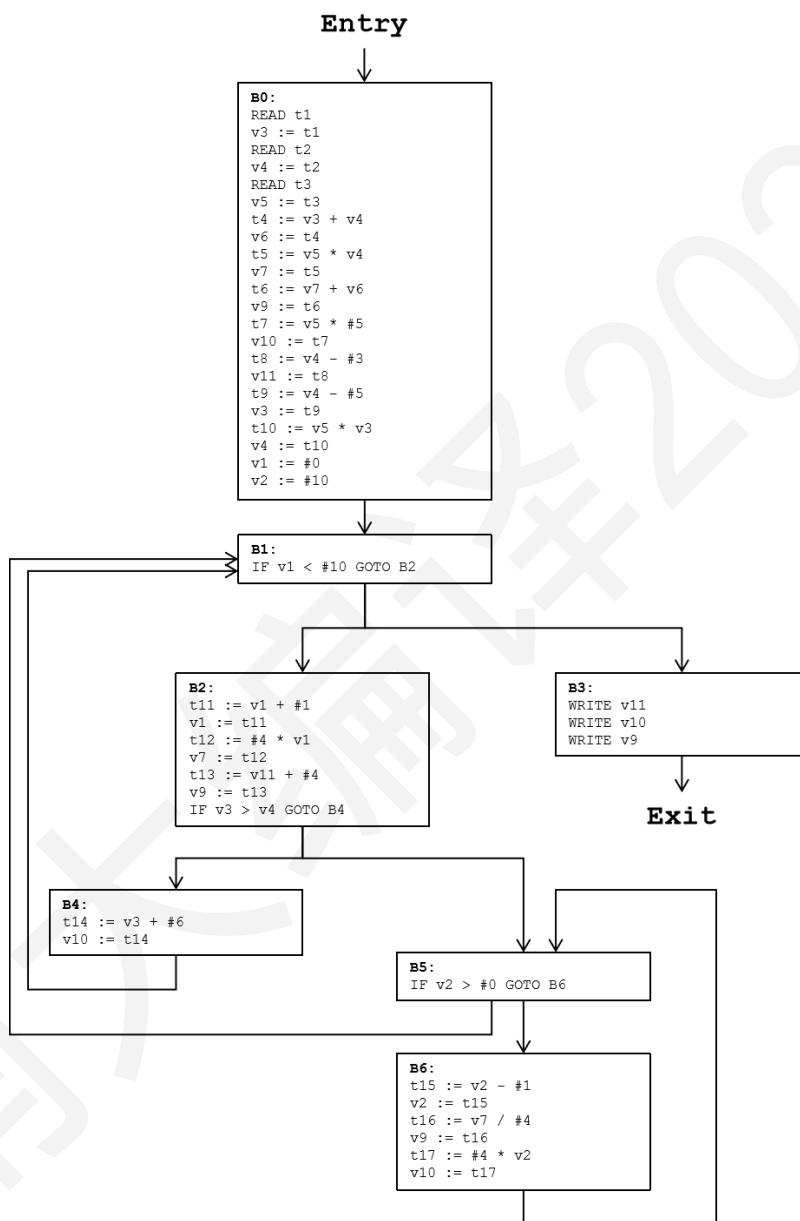 Entry
B0:
READ t1
v3 := t1
READ t2
v4 := t2
READ t3
v5 := t3
t4 := v3 + v4
v6 := t4
t5 := v5 * v4
v7 := t5
t6 := v7 + v6
v9 := t6
t7 := v5 * #5
v10 := t7
t8 := v4 - #3
v11 := t8
t9 := v4 - #5
v3 := t9
t10 := v5 * v3
v4 := t10
v1 := #0
v2 := #10
B1:
IF v1 < #10 GOTO B2
B2:
t11 := v1 + #1
v1 := t11
t12 := #4 * v1
v7 := t12
t13 := v11 + #4
v9 := t13
IF v3 > v4 GOTO B4
B3:
WRITE v11
WRITE v10
WRITE v9
Exit
B4:
t14 := v3 + #6
v10 := t14
B5:
IF v2 > #0 GOTO B6
B6:
t15 := v2 - #1
v2 := t15
t16 := v7 / #4
v9 := t16
t17 := #4 * v2
v10 := t17
大编译202